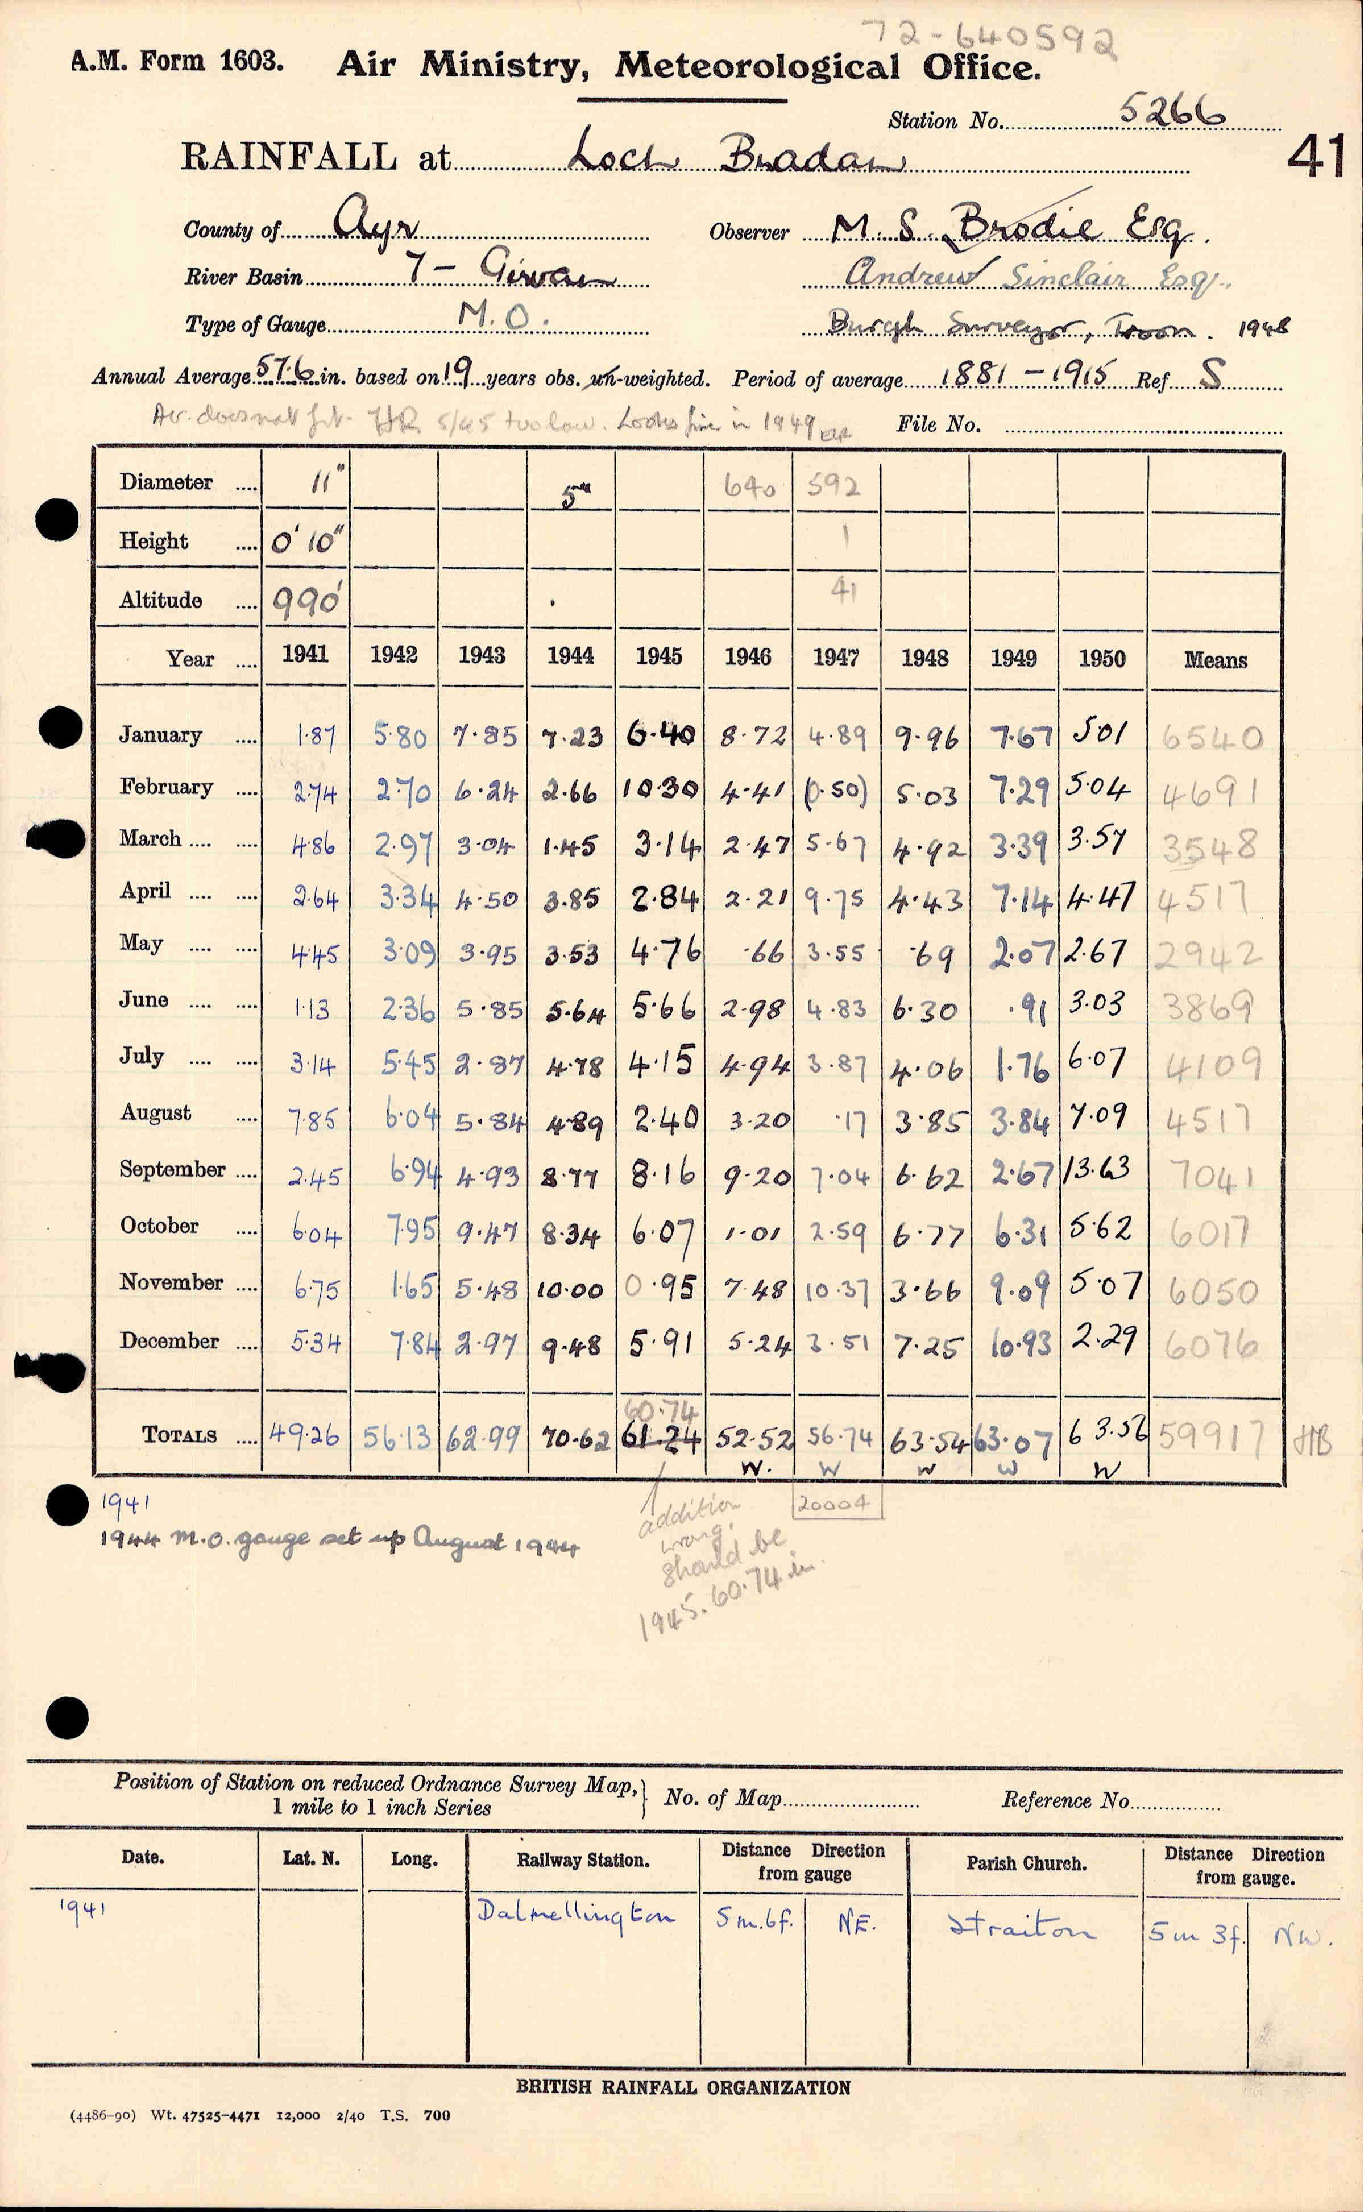 72-640592
A.M. Form 1603. Air Ministry, Meteorological Office.
Station No. 5266
41
RAINFALL at Loch Bradan
County of Ayr Observer M. S. Brodie Esq.
River Basin 7 - Girvan Andrew Sinclair Esq.
Type of Gauge M.O. Burgh Surveyor, Troon. 1948
Annual Average 57.6 in. based on 19 years obs. un-weighted. Period of average 1881-1915 Ref S
Av. does not fit. 5/45 too low. Looks fine in 1949 File No.
Diameter 11" 5" 640 592
Height 0' 10" 1
Altitude 990' 41
Year 1941 1942 1943 1944 1945 1946 1947 1948 1949 1950 Means
January 1.87 5.80 7.85 7.23 6.40 8.72 4.89 9.96 7.67 5.01 6540
February 2.74 2.70 6.24 2.66 10.30 4.41 (0.50) 5.03 7.29 5.04 4691
March 4.86 2.97 3.04 1.45 3.14 2.47 5.67 4.92 3.39 3.57 3548
April 2.64 3.34 4.50 3.85 2.84 2.21 9.75 4.43 7.14 4.47 4517
May 4.45 3.09 3.95 3.53 4.76 .66 3.55 .69 2.07 2.67 2942
June 1.13 2.36 5.85 5.64 5.66 2.98 4.83 6.30 .91 3.03 3869
July 3.14 5.45 2.87 4.78 4.15 4.94 3.87 4.06 1.76 6.07 4109
August 7.85 6.04 5.84 4.89 2.40 3.20 .17 3.85 3.84 7.09 4517
September 2.45 6.94 4.93 8.77 8.16 9.20 7.04 6.62 2.67 13.63 7041
October 6.04 7.95 9.47 8.34 6.07 1.01 2.59 6.77 6.31 5.62 6017
November 6.75 1.65 5.48 10.00 0.95 7.48 10.37 3.66 9.09 5.07 6050
December 5.34 7.84 2.97 9.48 5.91 5.24 3.51 7.25 10.93 2.29 6076
60.74
TOTALS 49.26 56.13 62.99 70.62 61.24 52.52 56.74 63.54 63.07 63.56 59917 HB
W. W W W W
1941
20004
1944 M.O. gauge set up August 1944
addition
wrong.
should be
1945. 60.74 in.
Position of Station on reduced Ordnance Survey Map,
1 mile to 1 inch Series
No. of Map Reference No.
Date. Lat. N. Long. Railway Station. Distance Direction from gauge Parish Church. Distance Direction from gauge.
1941 Dalmellington 5 m. 6 f. NE. Straiton 5 m 3 f. NW.
BRITISH RAINFALL ORGANIZATION
(4486-90) Wt. 47525-4471 12,000 2/40 T.S. 700